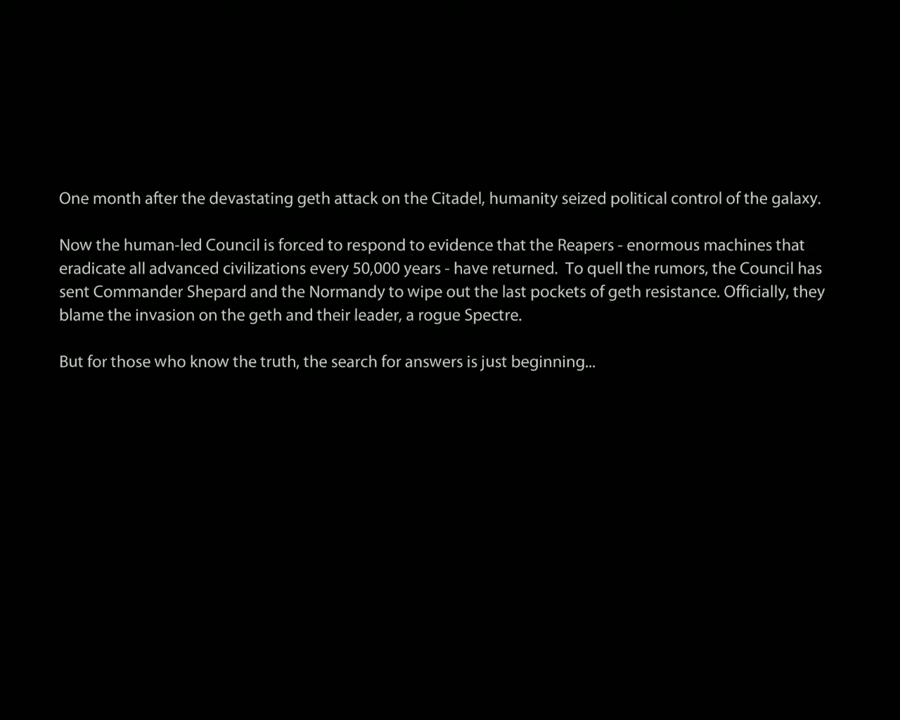 One month after the devastating geth attack on the Citadel, humanity seized political control of the galaxy.
Now the human-led Council is forced to respond to evidence that the Reapers - enormous machines that
eradicate all advanced civilizations every 50,000 years - have returned.  To quell the rumors, the Council has
sent Commander Shepard and the Normandy to wipe out the last pockets of geth resistance. Officially, they
blame the invasion on the geth and their leader, a rogue Spectre.
But for those who know the truth, the search for answers is just beginning...